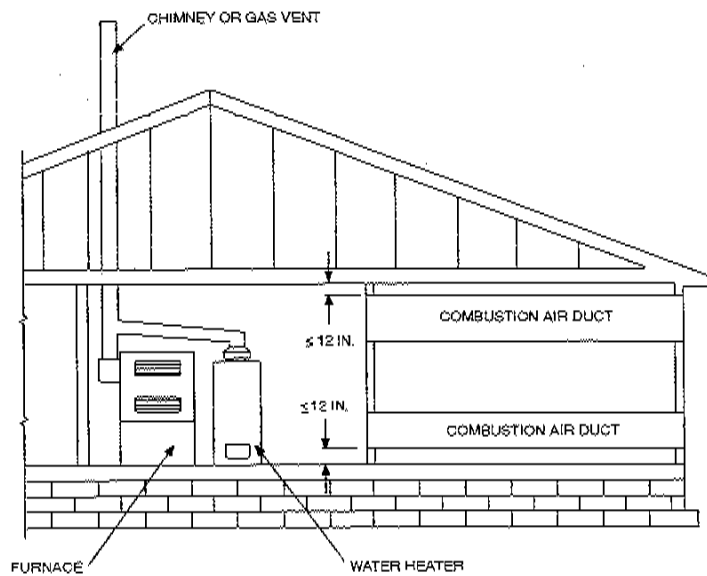 CHIMNEY OR GAS VENT
COMBUSTION AIR DUCT
≤ 12 IN.
≤ 12 IN.
COMBUSTION AIR DUCT
FURNACE
WATER HEATER